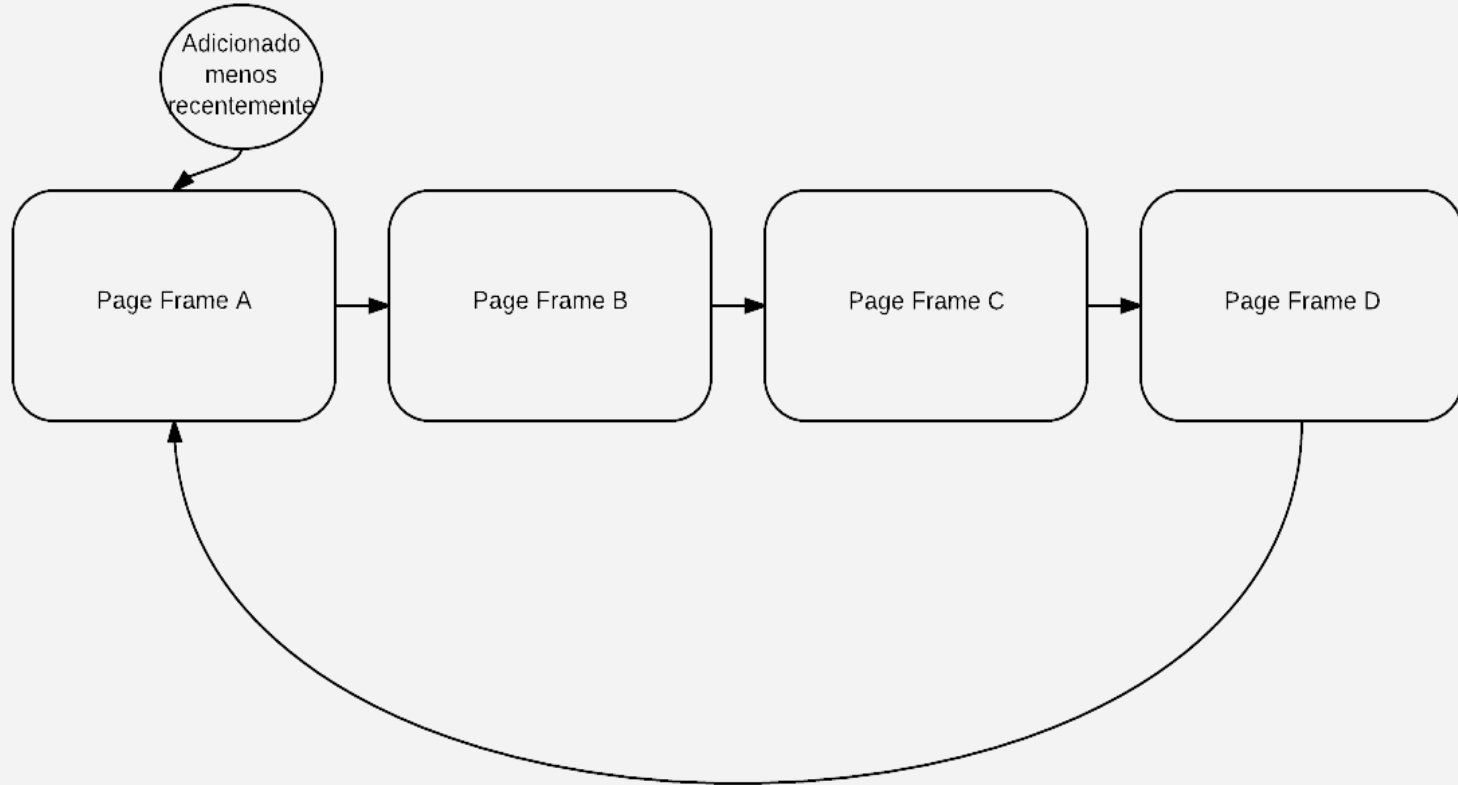 Adicionado
menos
recentemente
Page Frame A
Page Frame B
Page Frame C
Page Frame D